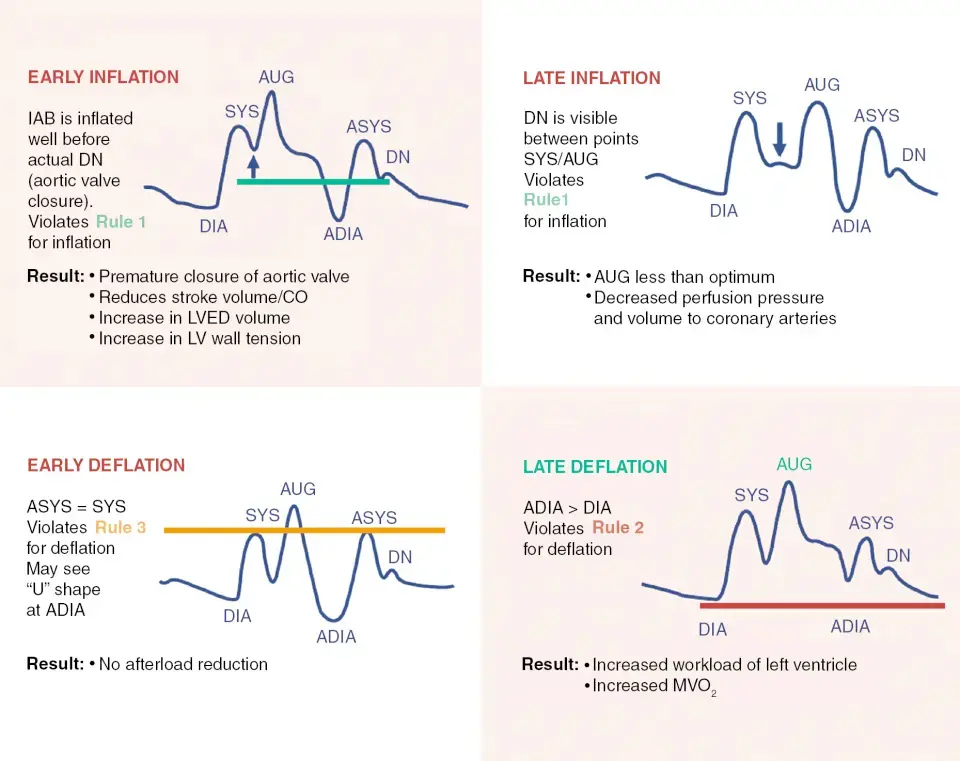 EARLY INFLATION
IAB is inflated
well before
actual DN
(aortic valve
closure).
Violates Rule 1
for inflation
SYS
AUG
ASYS
DN
DIA
ADIA
Result: • Premature closure of aortic valve
• Reduces stroke volume/CO
• Increase in LVED volume
• Increase in LV wall tension
LATE INFLATION
DN is visible
between points
SYS/AUG
Violates
Rule1
for inflation
SYS
AUG
ASYS
DN
DIA
ADIA
Result: • AUG less than optimum
• Decreased perfusion pressure
and volume to coronary arteries
EARLY DEFLATION
ASYS = SYS
Violates Rule 3
for deflation
May see
“U” shape
at ADIA
SYS
AUG
ASYS
DN
DIA
ADIA
Result: • No afterload reduction
LATE DEFLATION
ADIA > DIA
Violates Rule 2
for deflation
SYS
AUG
ASYS
DN
DIA
ADIA
Result: • Increased workload of left ventricle
• Increased MVO₂